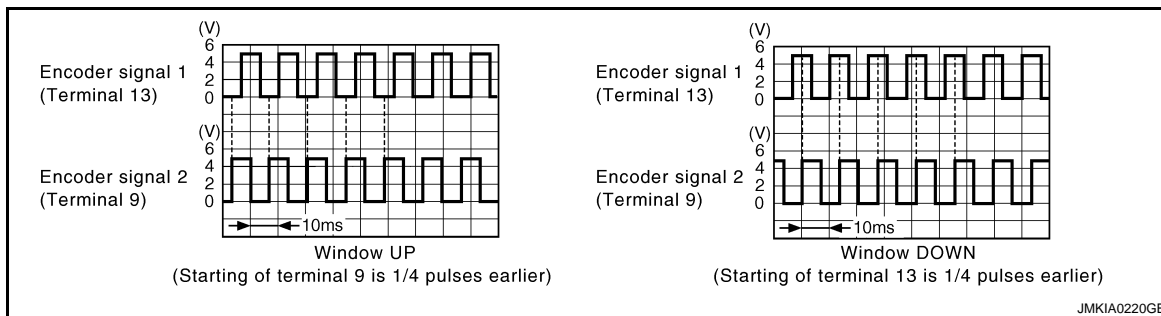 (V)
6
4
2
0
Encoder signal 1
(Terminal 13)
(V)
6
4
2
0
Encoder signal 2
(Terminal 9)
10ms
Window UP
(Starting of terminal 9 is 1/4 pulses earlier)
(V)
6
4
2
0
Encoder signal 1
(Terminal 13)
(V)
6
4
2
0
Encoder signal 2
(Terminal 9)
10ms
Window DOWN
(Starting of terminal 13 is 1/4 pulses earlier)
JMKIA0220GB